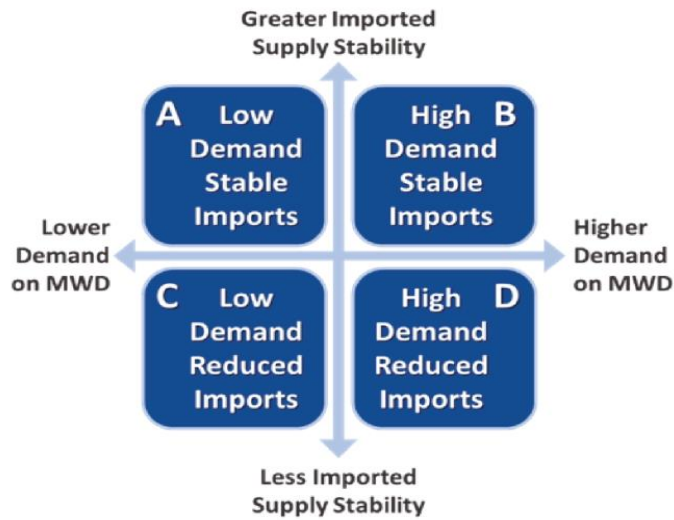 Greater Imported
Supply Stability
A
Low
Demand
Stable
Imports
B
High
Demand
Stable
Imports
Lower
Demand
on MWD
Higher
Demand
on MWD
C
Low
Demand
Reduced
Imports
D
High
Demand
Reduced
Imports
Less Imported
Supply Stability